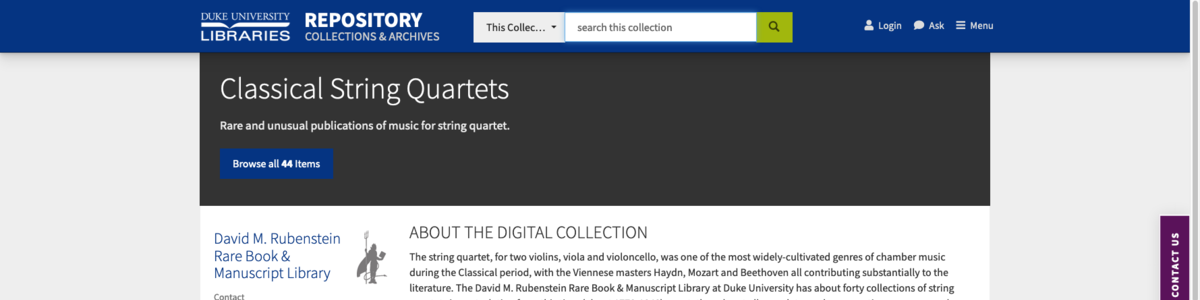 DUKE UNIVERSITY
LIBRARIES
REPOSITORY
COLLECTIONS & ARCHIVES
This Collec...
search this collection
Login
Ask
Menu
Classical String Quartets
Rare and unusual publications of music for string quartet.
Browse all 44 Items
David M. Rubenstein
Rare Book &
Manuscript Library
Contact
ABOUT THE DIGITAL COLLECTION
The string quartet, for two violins, viola and violoncello, was one of the most widely-cultivated genres of chamber music
during the Classical period, with the Viennese masters Haydn, Mozart and Beethoven all contributing substantially to the
literature. The David M. Rubenstein Rare Book & Manuscript Library at Duke University has about forty collections of string
CONTACT US